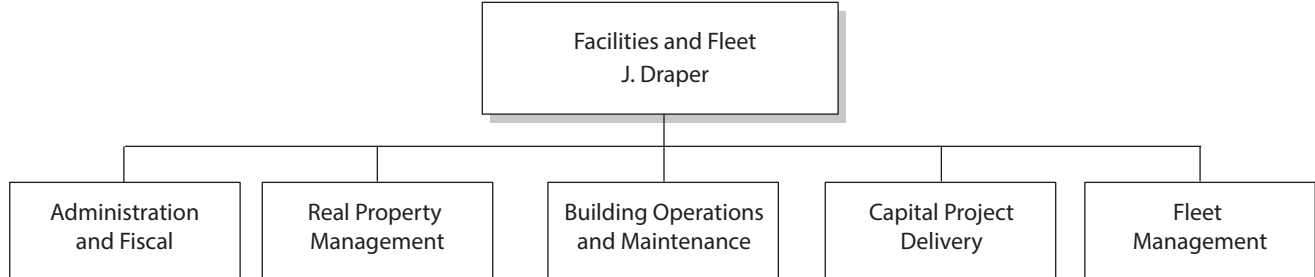 Facilities and Fleet
J. Draper
Administration
and Fiscal
Real Property
Management
Building Operations
and Maintenance
Capital Project
Delivery
Fleet
Management